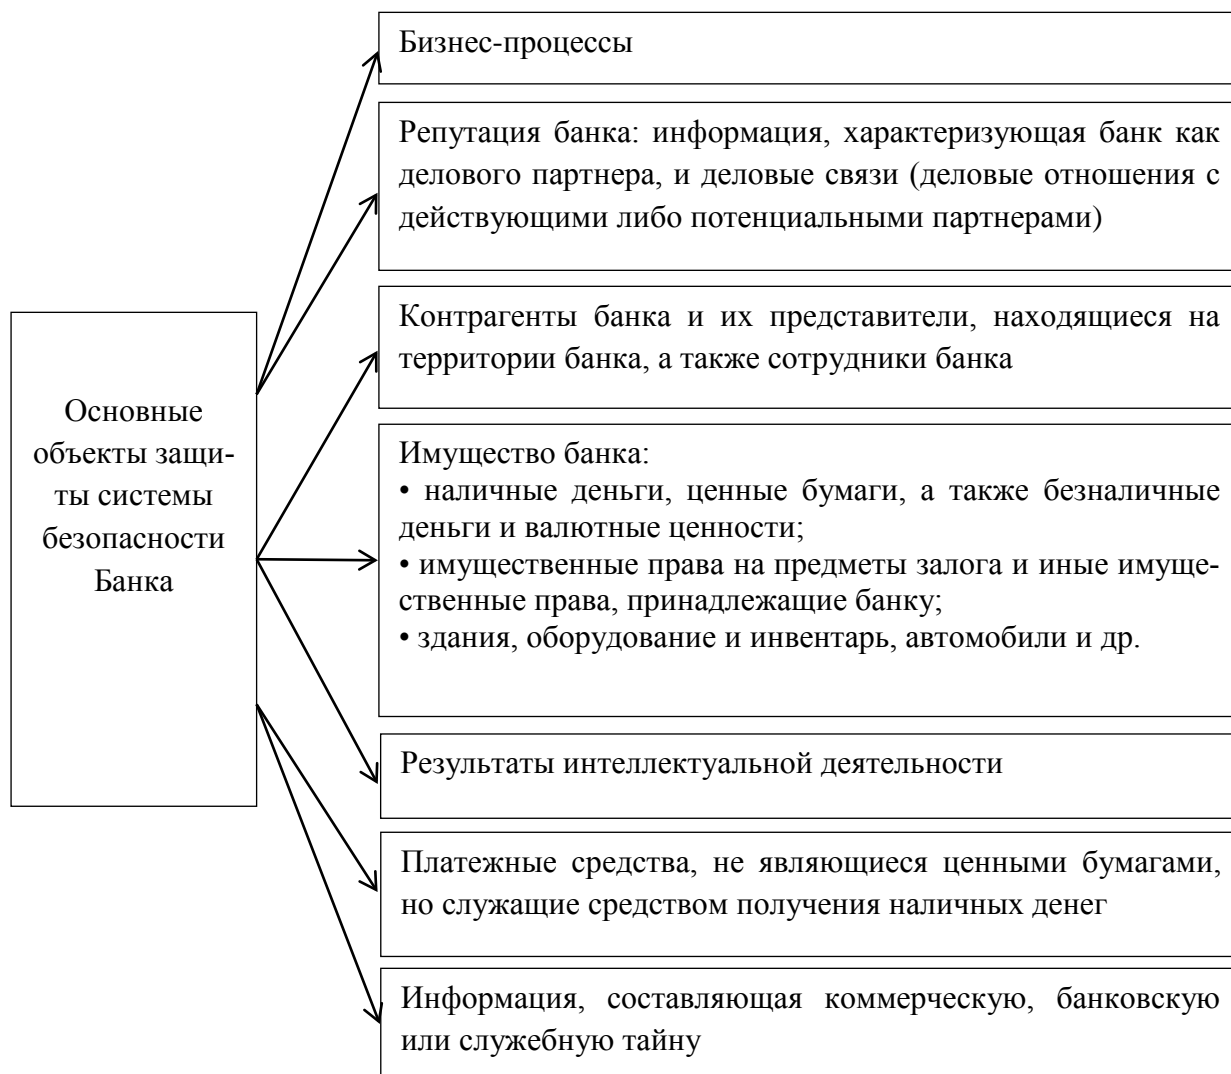 Бизнес-процессы
Репутация банка: информация, характеризующая банк как
делового партнера, и деловые связи (деловые отношения с
действующими либо потенциальными партнерами)
Контрагенты банка и их представители, находящиеся на
территории банка, а также сотрудники банка
Основные
объекты защи-
ты системы
безопасности
Банка
Имущество банка:
• наличные деньги, ценные бумаги, а также безналичные
деньги и валютные ценности;
• имущественные права на предметы залога и иные имуще-
ственные права, принадлежащие банку;
• здания, оборудование и инвентарь, автомобили и др.
Результаты интеллектуальной деятельности
Платежные средства, не являющиеся ценными бумагами,
но служащие средством получения наличных денег
Информация, составляющая коммерческую, банковскую
или служебную тайну